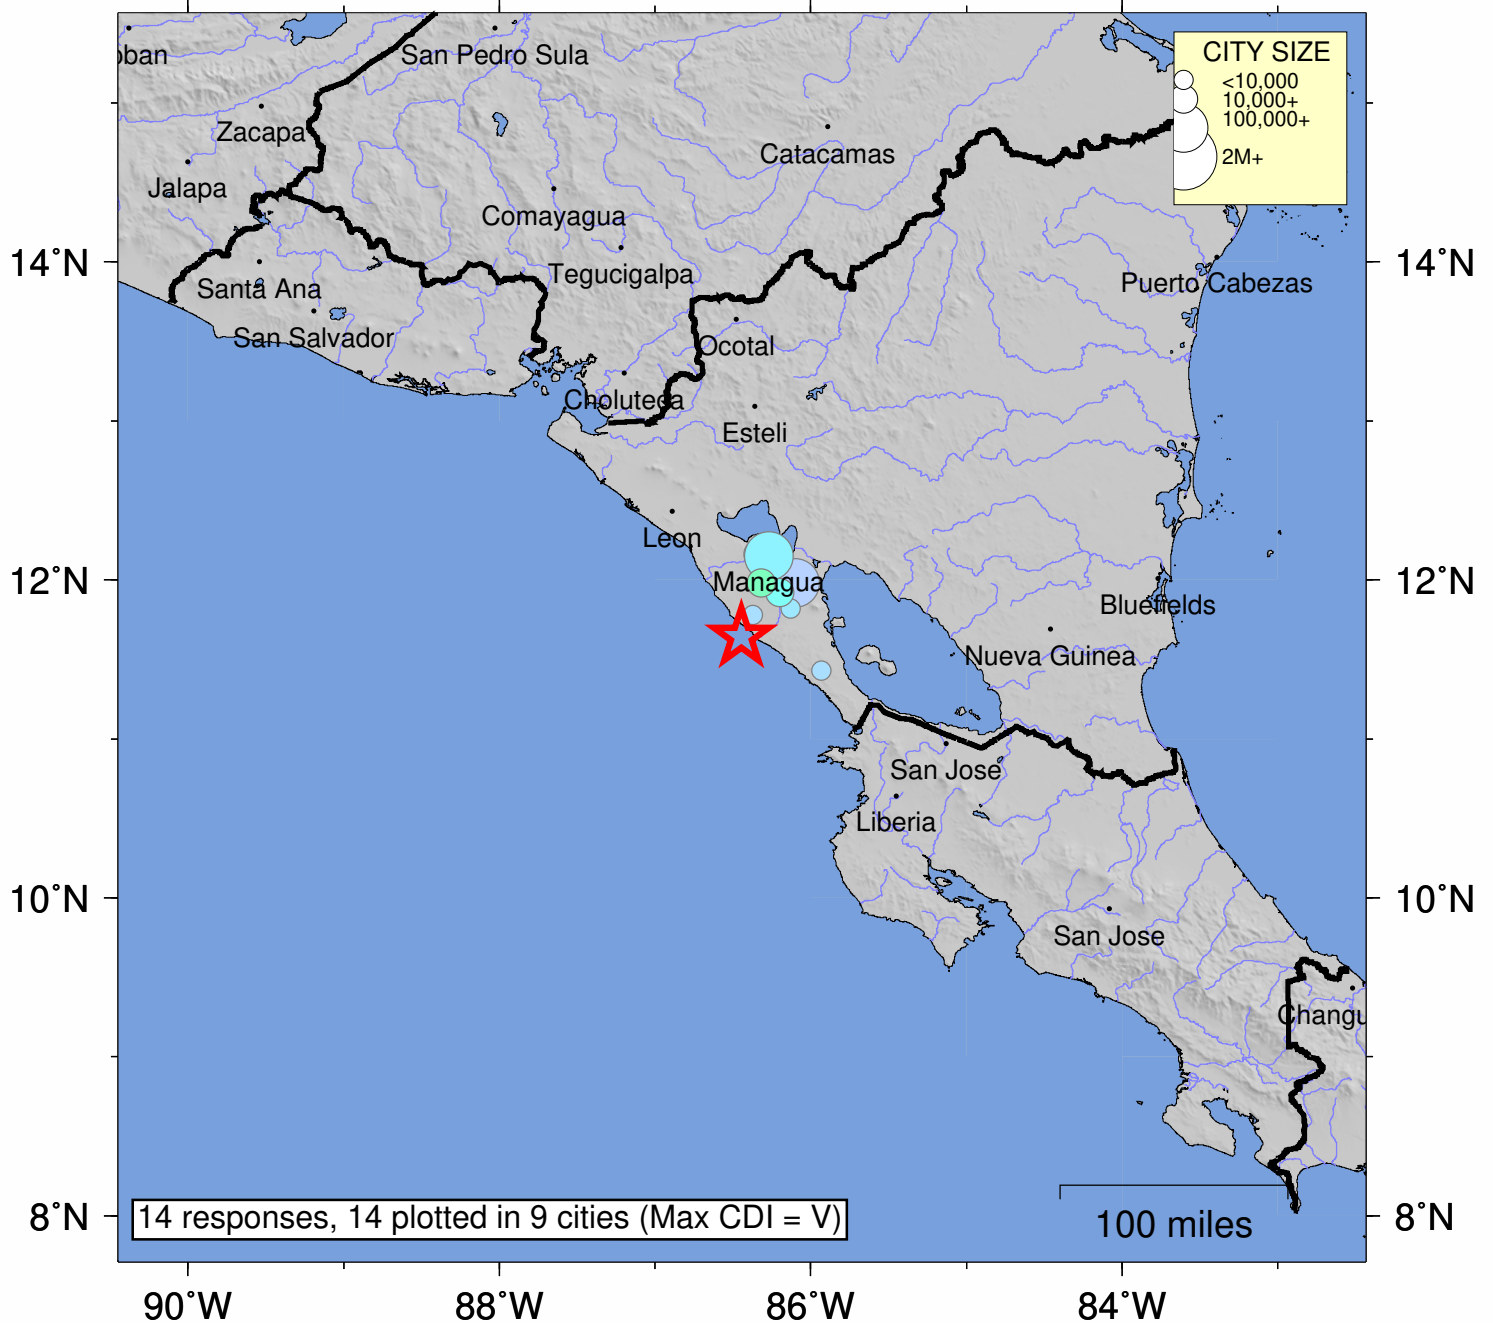 San Pedro Sula
CITY SIZE
<10,000
10,000+
100,000+
2M+
oban
Zacapa
Catacamas
Jalapa
Comayagua
14°N
Tegucigalpa
14°N
Santa Ana
Puerto Cabezas
San Salvador
Ocotal
Choluteca
Esteli
Leon
12°N
Managua
12°N
Bluefields
Nueva Guinea
San Jose
Liberia
10°N
10°N
San Jose
Changu
8°N
14 responses, 14 plotted in 9 cities (Max CDI = V)
100 miles
8°N
90°W
88°W
86°W
84°W